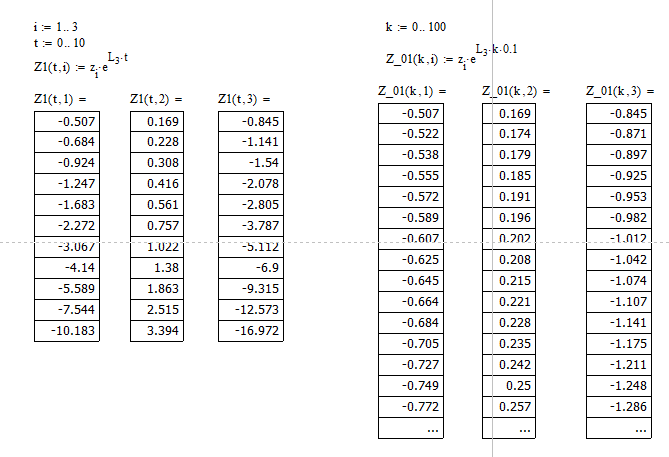 i := 1.. 3
t := 0.. 10
Z1(t,i) := z_i·e^{L_3·t}
Z1(t,1) = Z1(t,2) = Z1(t,3) =
-0.507 0.169 -0.845
-0.684 0.228 -1.141
-0.924 0.308 -1.54
-1.247 0.416 -2.078
-1.683 0.561 -2.805
-2.272 0.757 -3.787
-3.067 1.022 -5.112
-4.14 1.38 -6.9
-5.589 1.863 -9.315
-7.544 2.515 -12.573
-10.183 3.394 -16.972
k := 0.. 100
Z_01(k,i) := z_i·e^{L_3·k·0.1}
Z_01(k,1) = Z_01(k,2) = Z_01(k,3) =
-0.507 0.169 -0.845
-0.522 0.174 -0.871
-0.538 0.179 -0.897
-0.555 0.185 -0.925
-0.572 0.191 -0.953
-0.589 0.196 -0.982
-0.607 0.202 -1.012
-0.625 0.208 -1.042
-0.645 0.215 -1.074
-0.664 0.221 -1.107
-0.684 0.228 -1.141
-0.705 0.235 -1.175
-0.727 0.242 -1.211
-0.749 0.25 -1.248
-0.772 0.257 -1.286
... ... ...